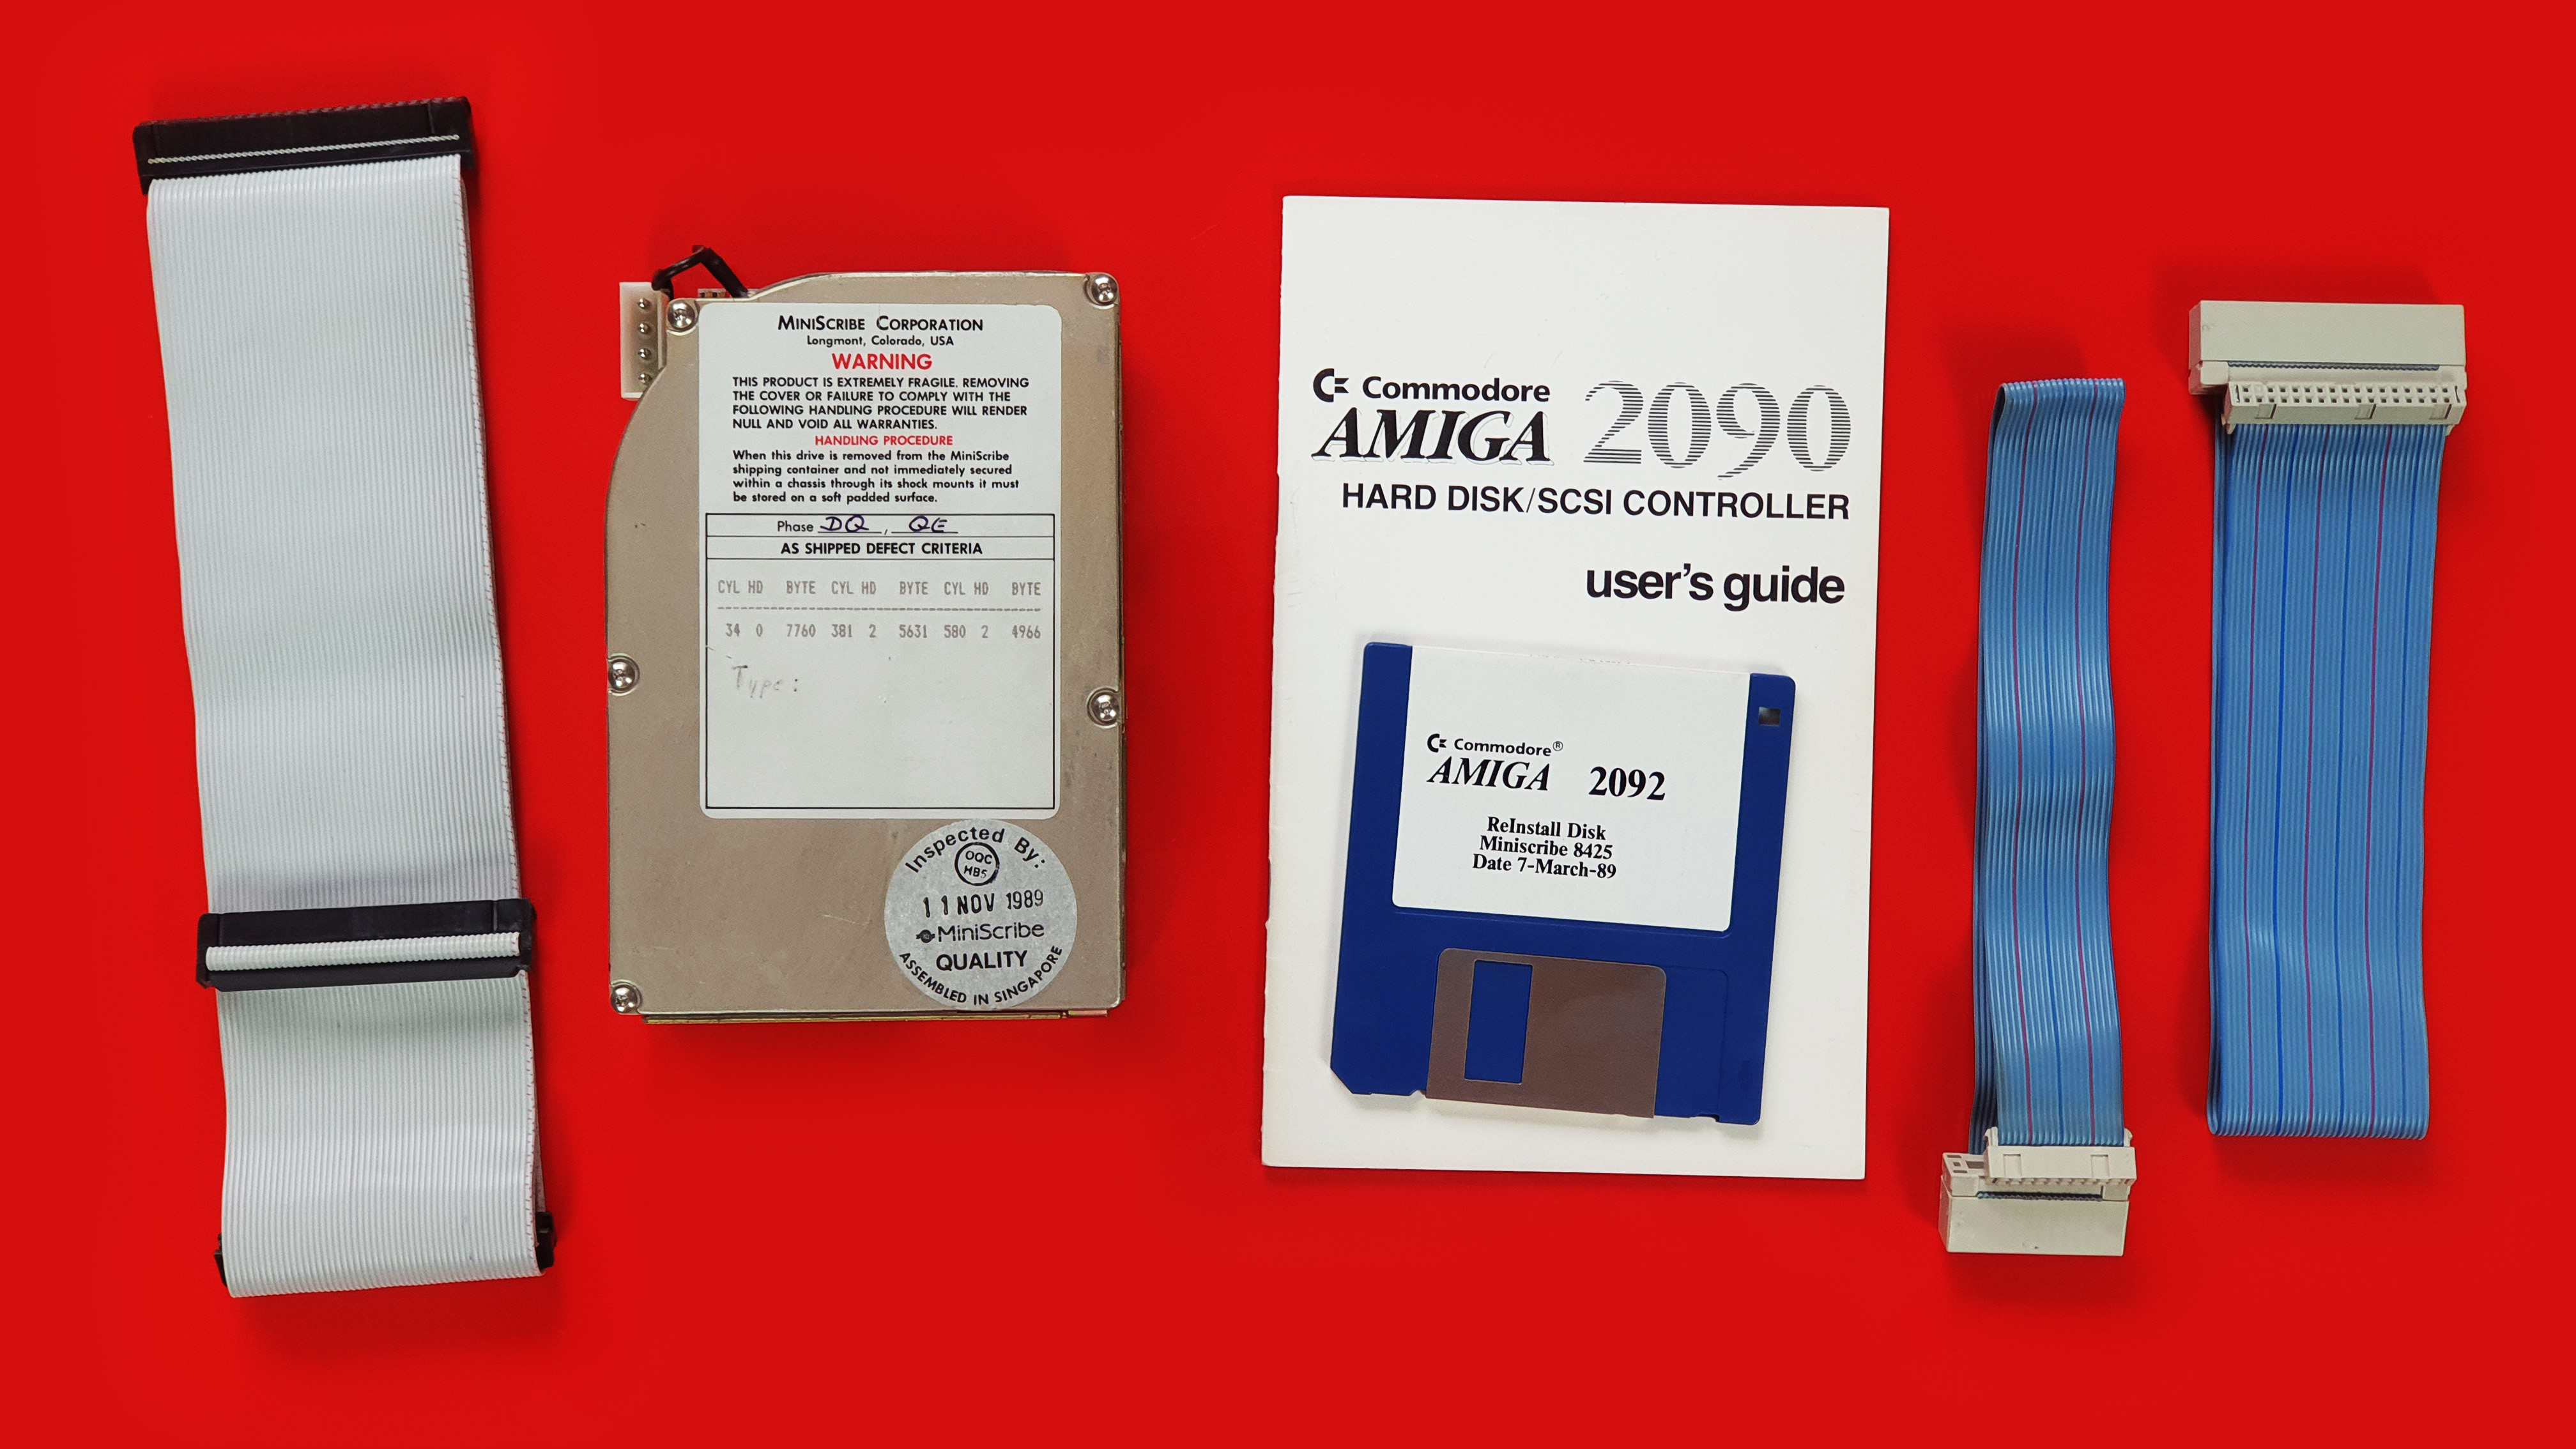 MINISCRIBE CORPORATION
Longmont, Colorado, USA
WARNING
THIS PRODUCT IS EXTREMELY FRAGILE. REMOVING
THE COVER OR FAILURE TO COMPLY WITH THE
FOLLOWING HANDLING PROCEDURE WILL RENDER
NULL AND VOID ALL WARRANTIES.
HANDLING PROCEDURE
When this drive is removed from the MiniScribe
shipping container and not immediately secured
within a chassis through its shock mounts it must
be stored on a soft padded surface.
Phase DQ, QE
AS SHIPPED DEFECT CRITERIA
CYL HD BYTE CYL HD BYTE CYL HD BYTE
34 0 7760 381 2 5631 580 2 4966
Type:
Inspected By:
OQC
MBS
11 NOV 1989
MiniScribe
QUALITY
ASSEMBLED IN SINGAPORE
Commodore
AMIGA 2090
HARD DISK/SCSI CONTROLLER
user's guide
Commodore®
AMIGA 2092
ReInstall Disk
Miniscribe 8425
Date 7-March-89